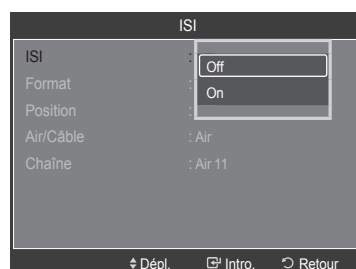 ISI
ISI : Off
On
Format :
Position :
Air/Câble : Air
Chaîne : Air 11
Dépl. Intro. Retour